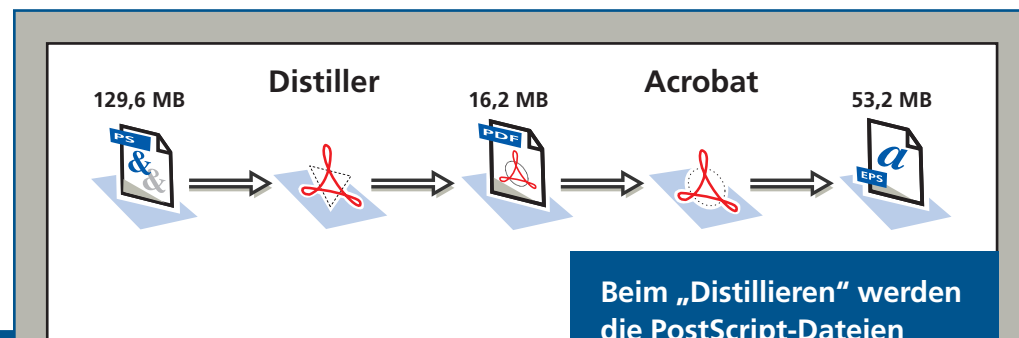 Distiller
Acrobat
129,6 MB
16,2 MB
53,2 MB
PS
&
&
PDF
a
EPS
Beim „Distillieren“ werden
die PostScript-Dateien